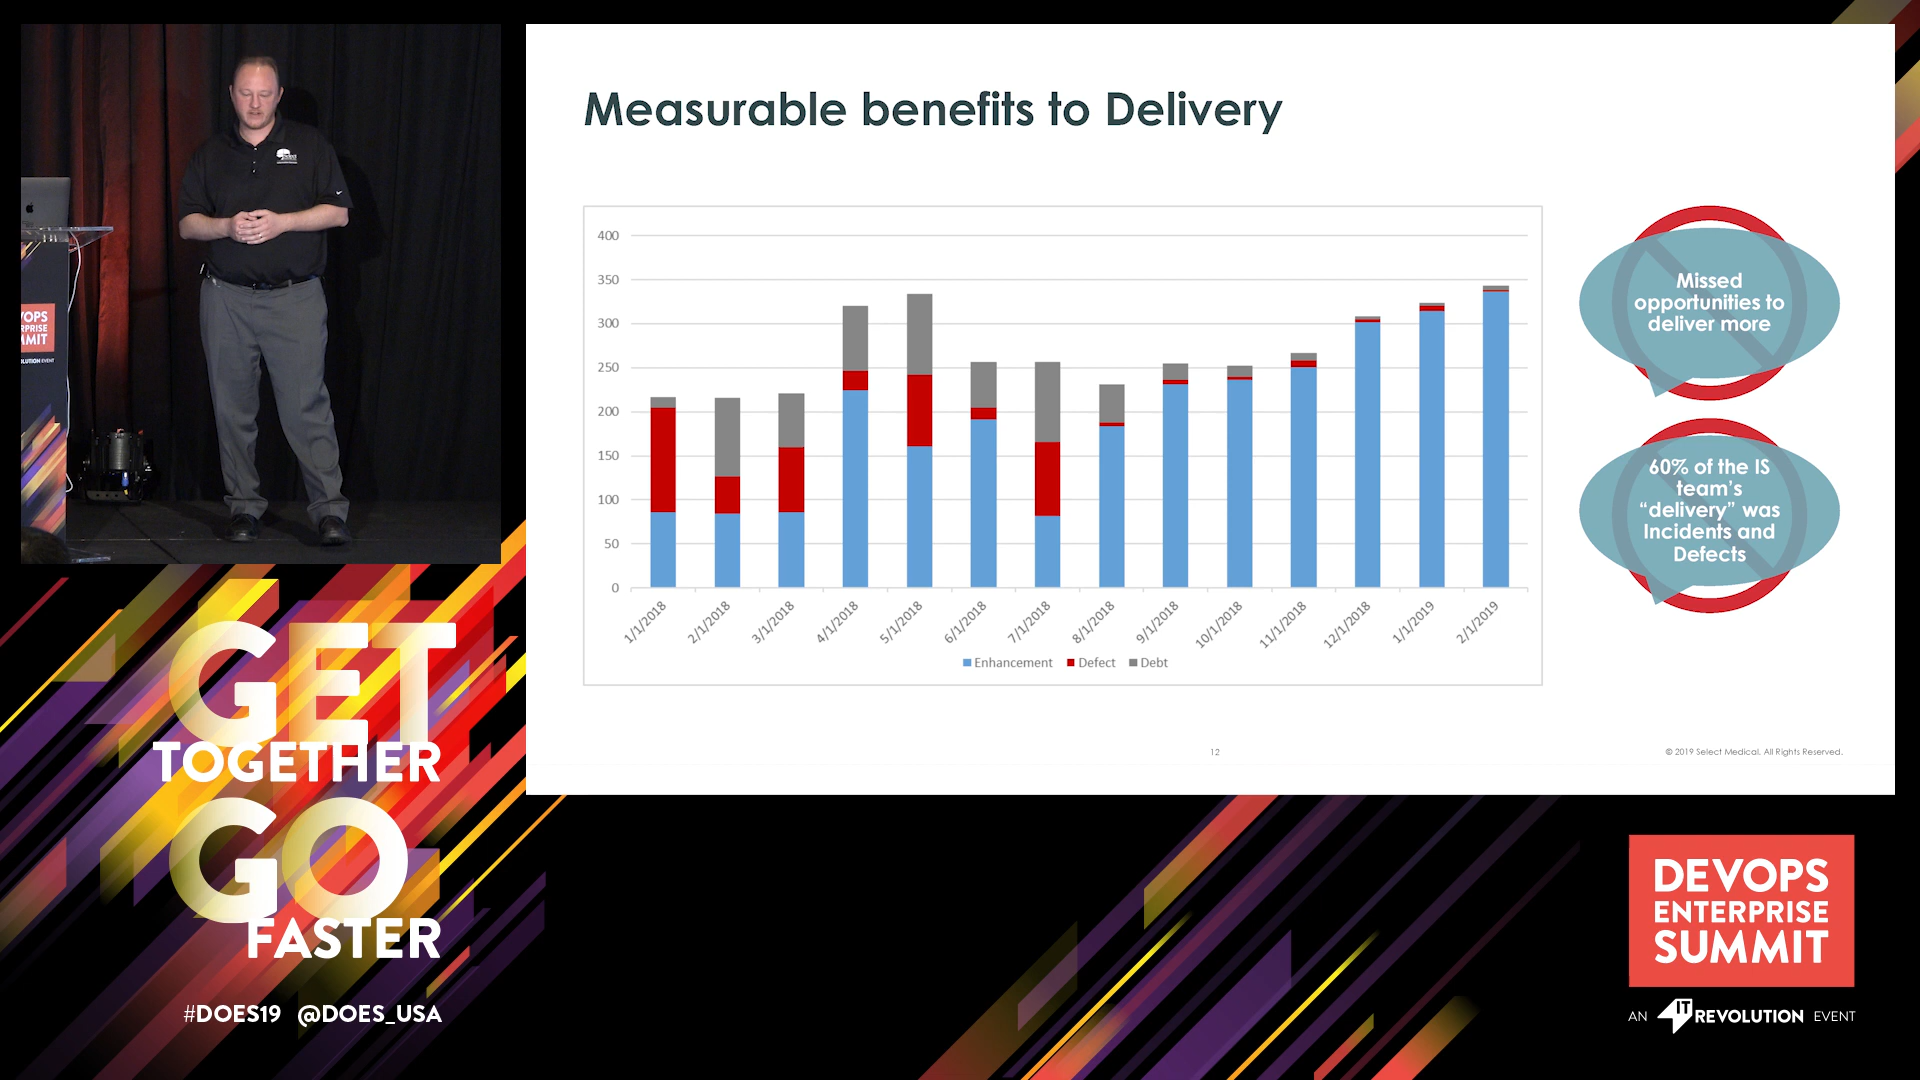 Measurable benefits to Delivery
400
350
300
250
200
150
100
50
0
1/1/2018
2/1/2018
3/1/2018
4/1/2018
5/1/2018
6/1/2018
7/1/2018
8/1/2018
9/1/2018
10/1/2018
11/1/2018
12/1/2018
1/1/2019
2/1/2019
Enhancement
Defect
Debt
Missed
opportunities to
deliver more
60% of the IS
team's
“delivery” was
Incidents and
Defects
12
© 2019 Select Medical. All Rights Reserved.
GET
TOGETHER
GO
FASTER
#DOES19 @DOES_USA
DEVOPS
ENTERPRISE
SUMMIT
AN IT REVOLUTION EVENT